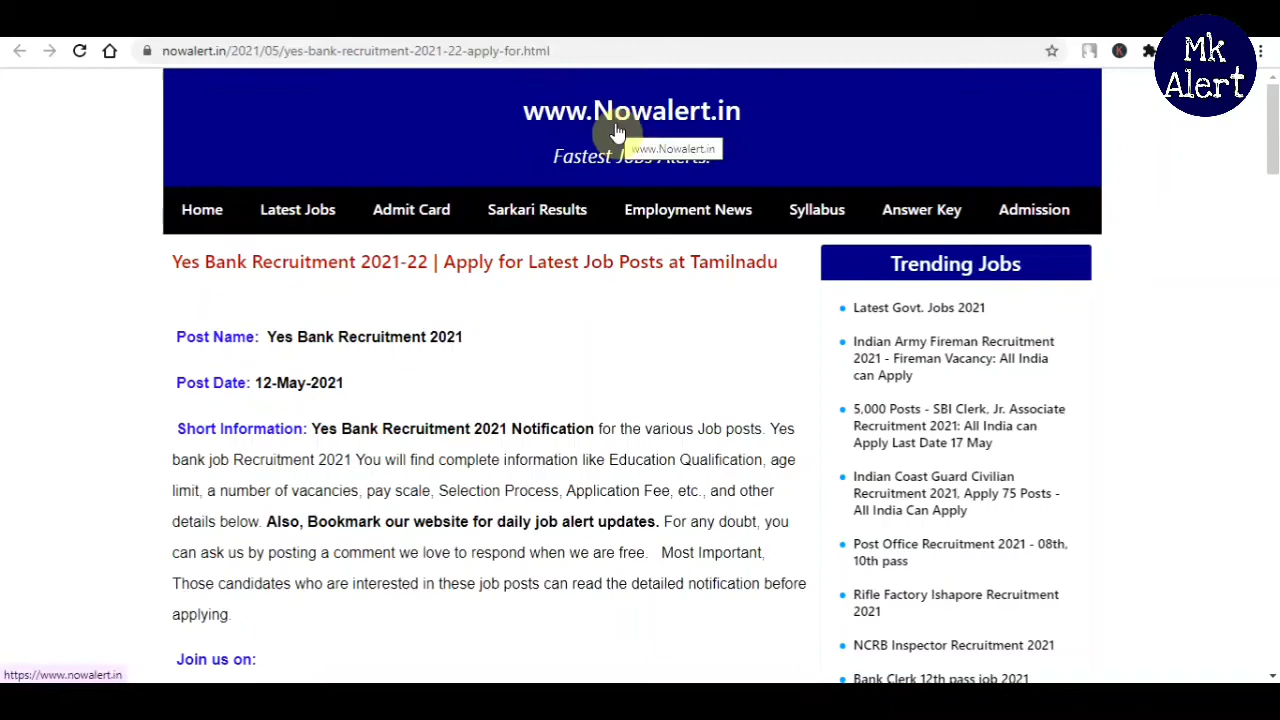 nowalert.in/2021/05/yes-bank-recruitment-2021-22-apply-for.html
Mk
Alert
www.Nowalert.in
www.Nowalert.in
Fastest Jobs Alerts.
Home Latest Jobs Admit Card Sarkari Results Employment News Syllabus Answer Key Admission
Yes Bank Recruitment 2021-22 | Apply for Latest Job Posts at Tamilnadu
Post Name: Yes Bank Recruitment 2021
Post Date: 12-May-2021
Short Information: Yes Bank Recruitment 2021 Notification for the various Job posts. Yes
bank job Recruitment 2021 You will find complete information like Education Qualification, age
limit, a number of vacancies, pay scale, Selection Process, Application Fee, etc., and other
details below. Also, Bookmark our website for daily job alert updates. For any doubt, you
can ask us by posting a comment we love to respond when we are free. Most Important,
Those candidates who are interested in these job posts can read the detailed notification before
applying.
Join us on:
Trending Jobs
Latest Govt. Jobs 2021
Indian Army Fireman Recruitment
2021 - Fireman Vacancy: All India
can Apply
5,000 Posts - SBI Clerk, Jr. Associate
Recruitment 2021: All India can
Apply Last Date 17 May
Indian Coast Guard Civilian
Recruitment 2021, Apply 75 Posts -
All India Can Apply
Post Office Recruitment 2021 - 08th,
10th pass
Rifle Factory Ishapore Recruitment
2021
NCRB Inspector Recruitment 2021
Bank Clerk 12th pass job 2021
https://www.nowalert.in